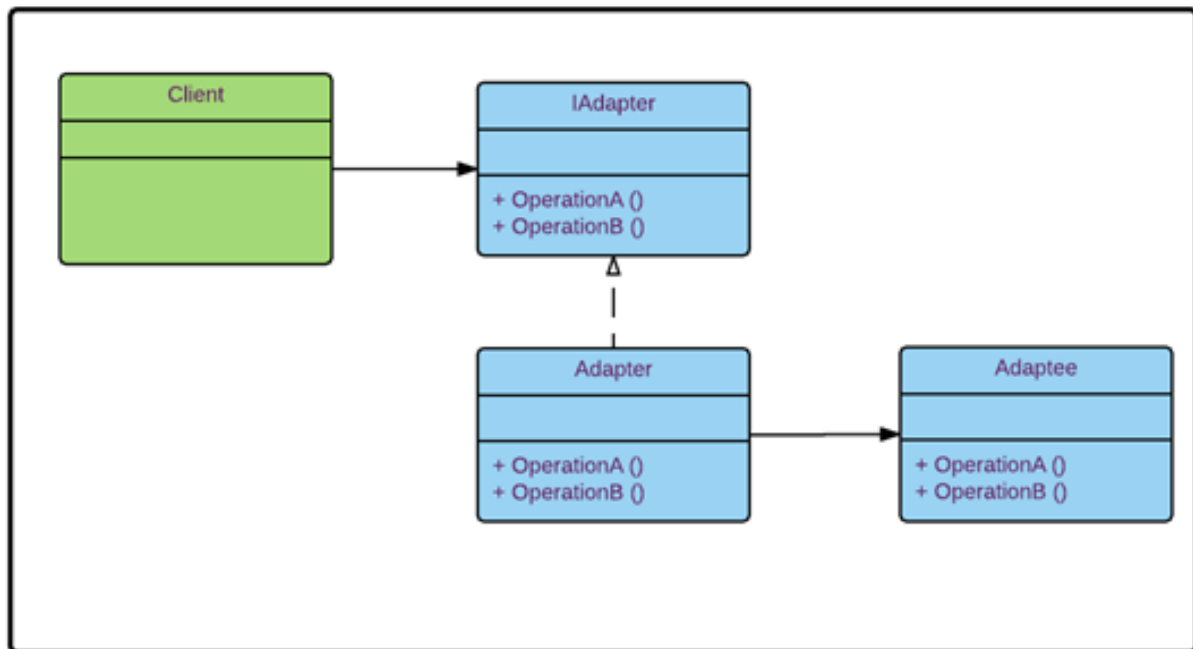 Client
IAdapter
+ OperationA ()
+ OperationB ()
Adapter
+ OperationA ()
+ OperationB ()
Adaptee
+ OperationA ()
+ OperationB ()